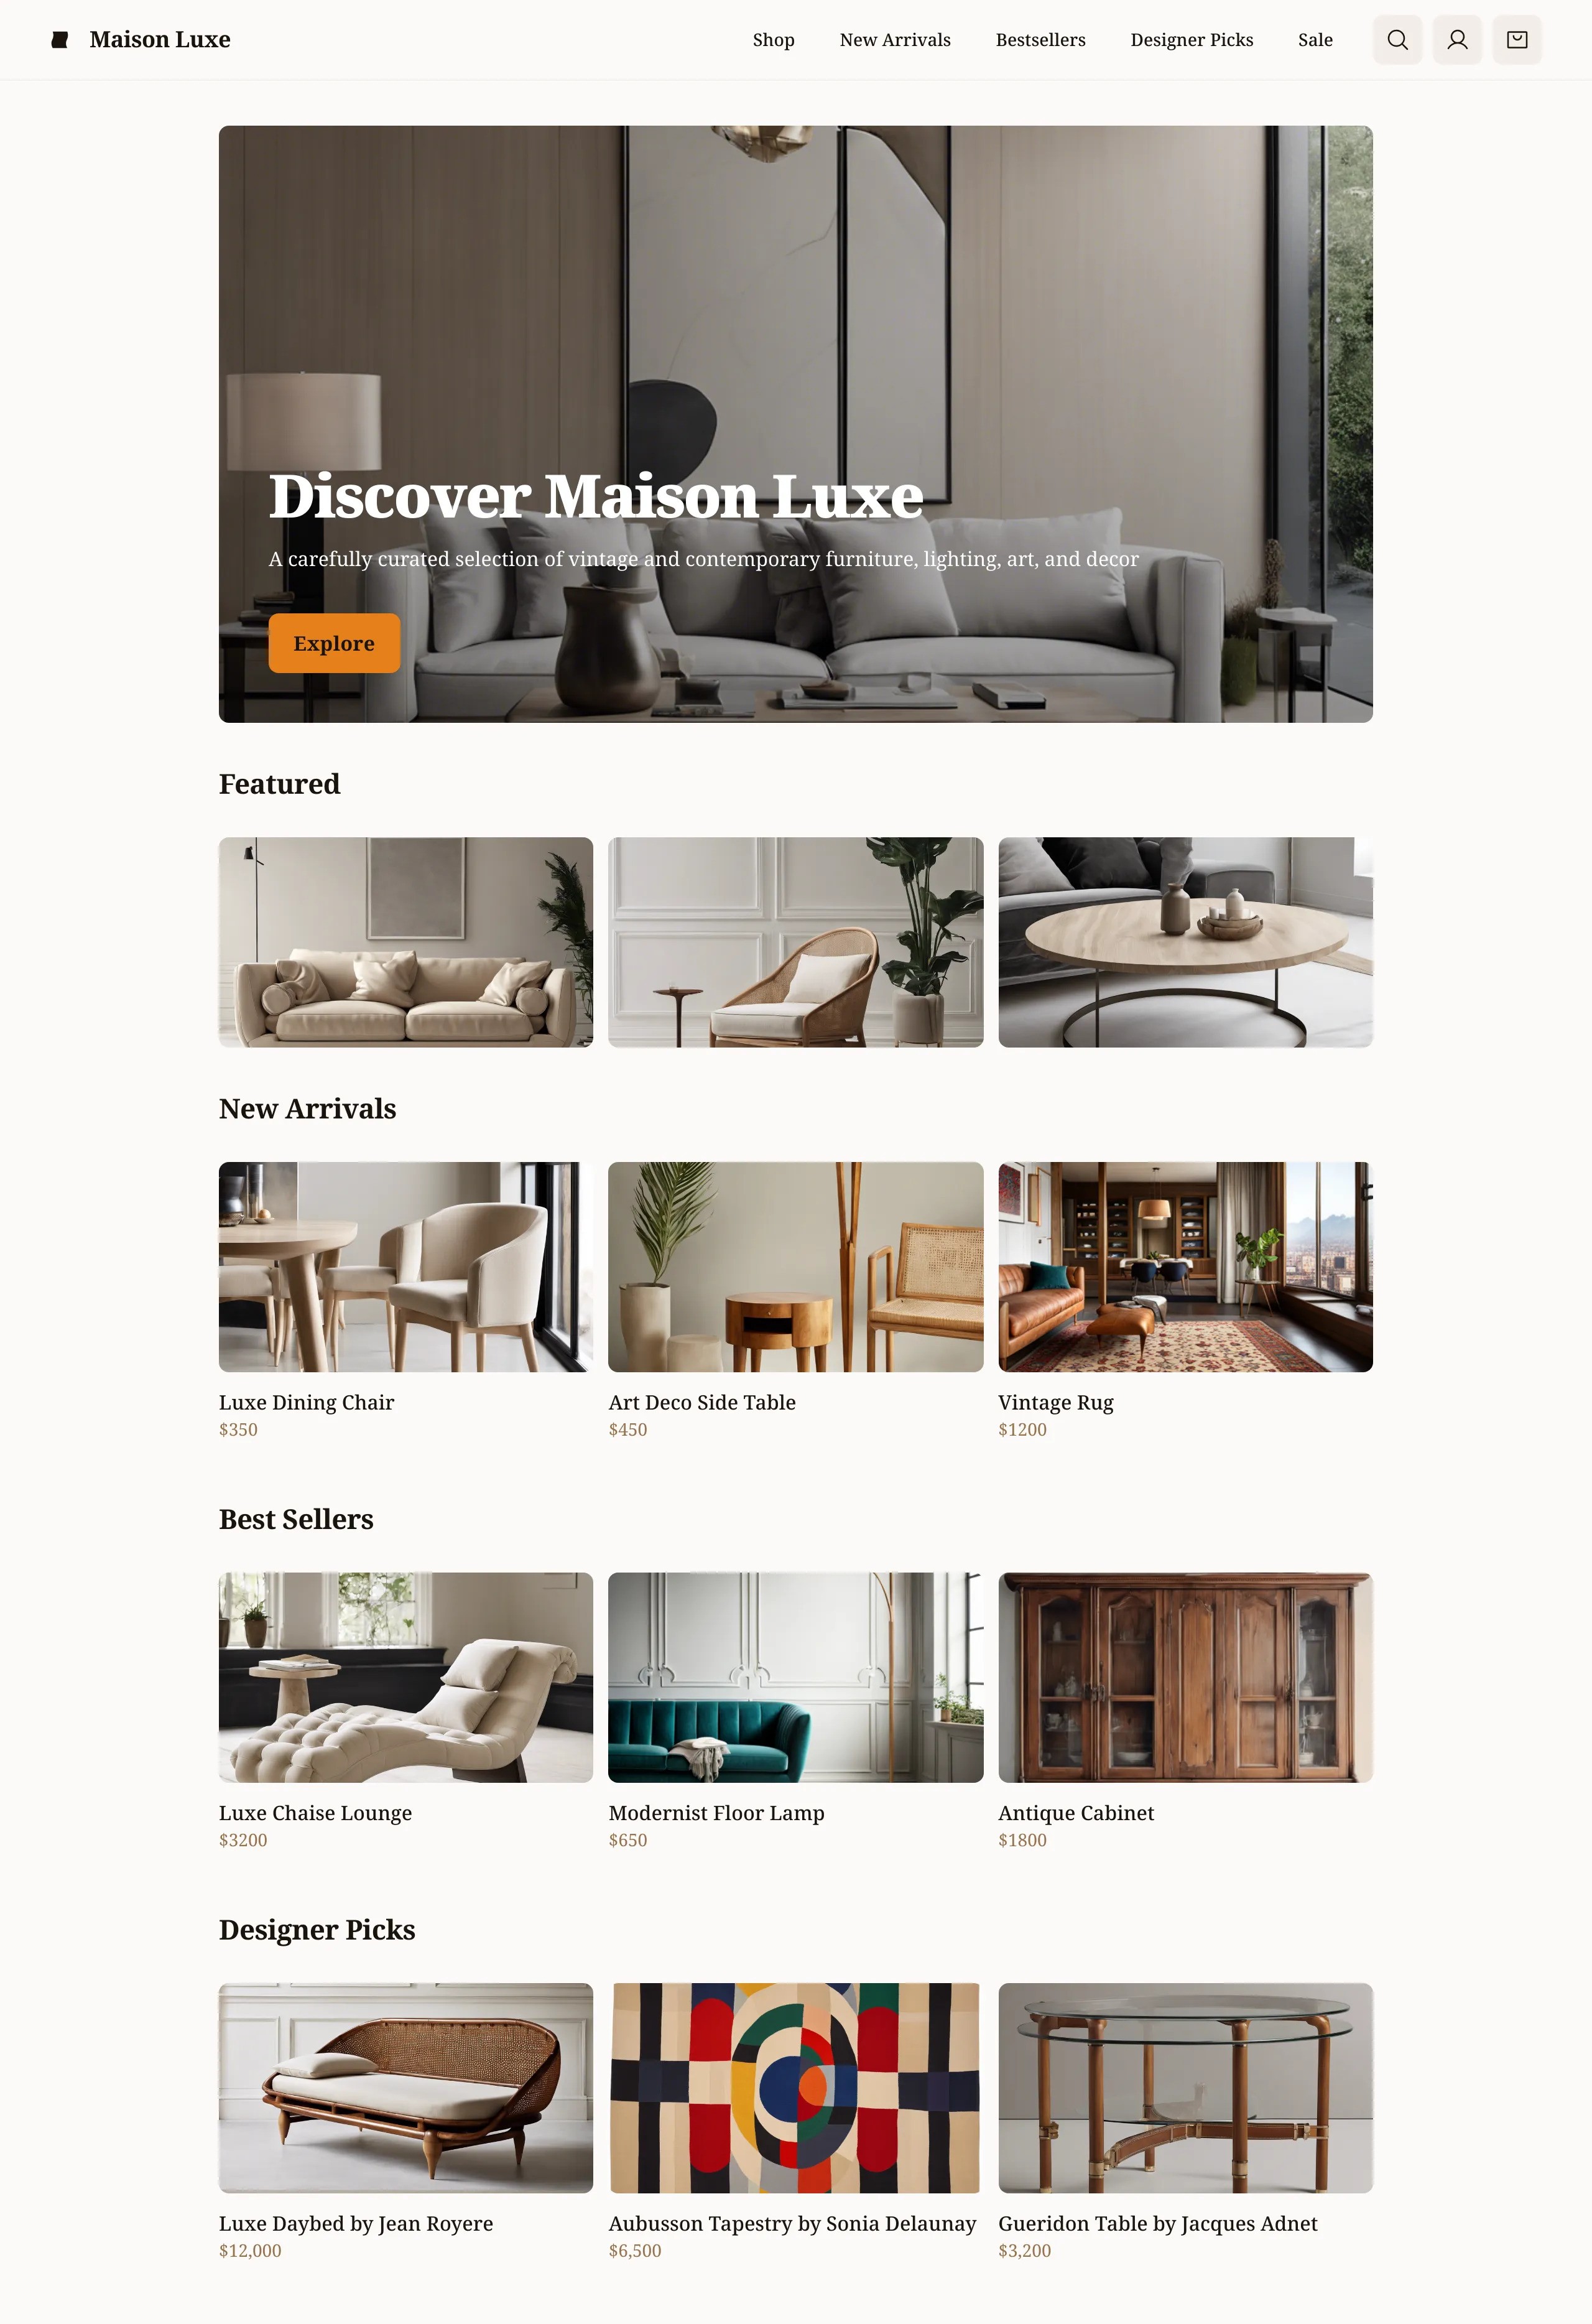 Maison Luxe
Shop
New Arrivals
Bestsellers
Designer Picks
Sale
Discover Maison Luxe
A carefully curated selection of vintage and contemporary furniture, lighting, art, and decor
Explore
Featured
New Arrivals
Luxe Dining Chair
$350
Art Deco Side Table
$450
Vintage Rug
$1200
Best Sellers
Luxe Chaise Lounge
$3200
Modernist Floor Lamp
$650
Antique Cabinet
$1800
Designer Picks
Luxe Daybed by Jean Royere
$12,000
Aubusson Tapestry by Sonia Delaunay
$6,500
Gueridon Table by Jacques Adnet
$3,200